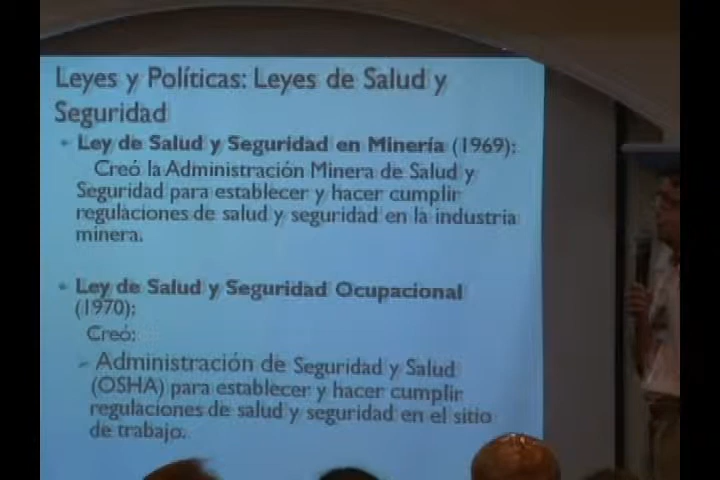 Leyes y Políticas: Leyes de Salud y
Seguridad
- Ley de Salud y Seguridad en Minería (1969):
Creó la Administración Minera de Salud y
Seguridad para establecer y hacer cumplir
regulaciones de salud y seguridad en la industria
minera.
- Ley de Salud y Seguridad Ocupacional
(1970):
Creó:
– Administración de Seguridad y Salud
(OSHA) para establecer y hacer cumplir
regulaciones de salud y seguridad en el sitio
de trabajo.